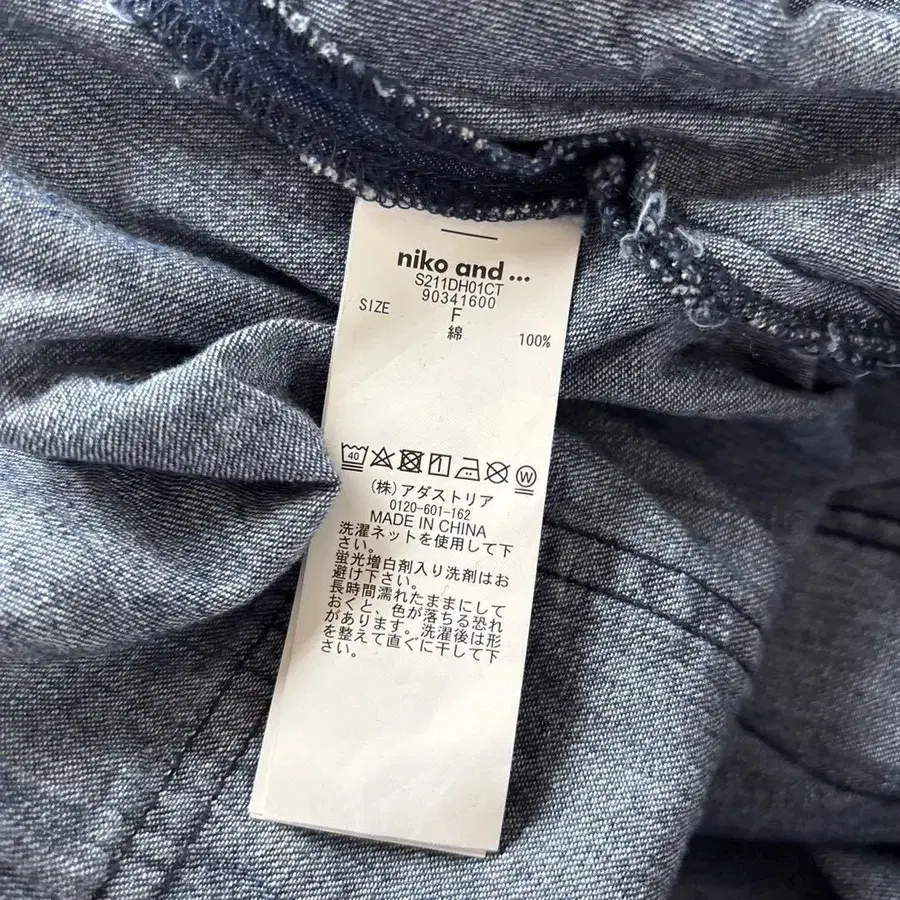 niko and ...
S211DH01CT
90341600
SIZE F
綿 100%
40 W
(株)アダストリア
0120-601-162
MADE IN CHINA
洗濯ネットを使用して下
さい。
蛍光増白剤入り洗剤はお
避け下さい。
長時間濡れたままにして
おくと、色が落ちる恐れ
があります。洗濯後は形
を整えて直ぐに干して下
さい。